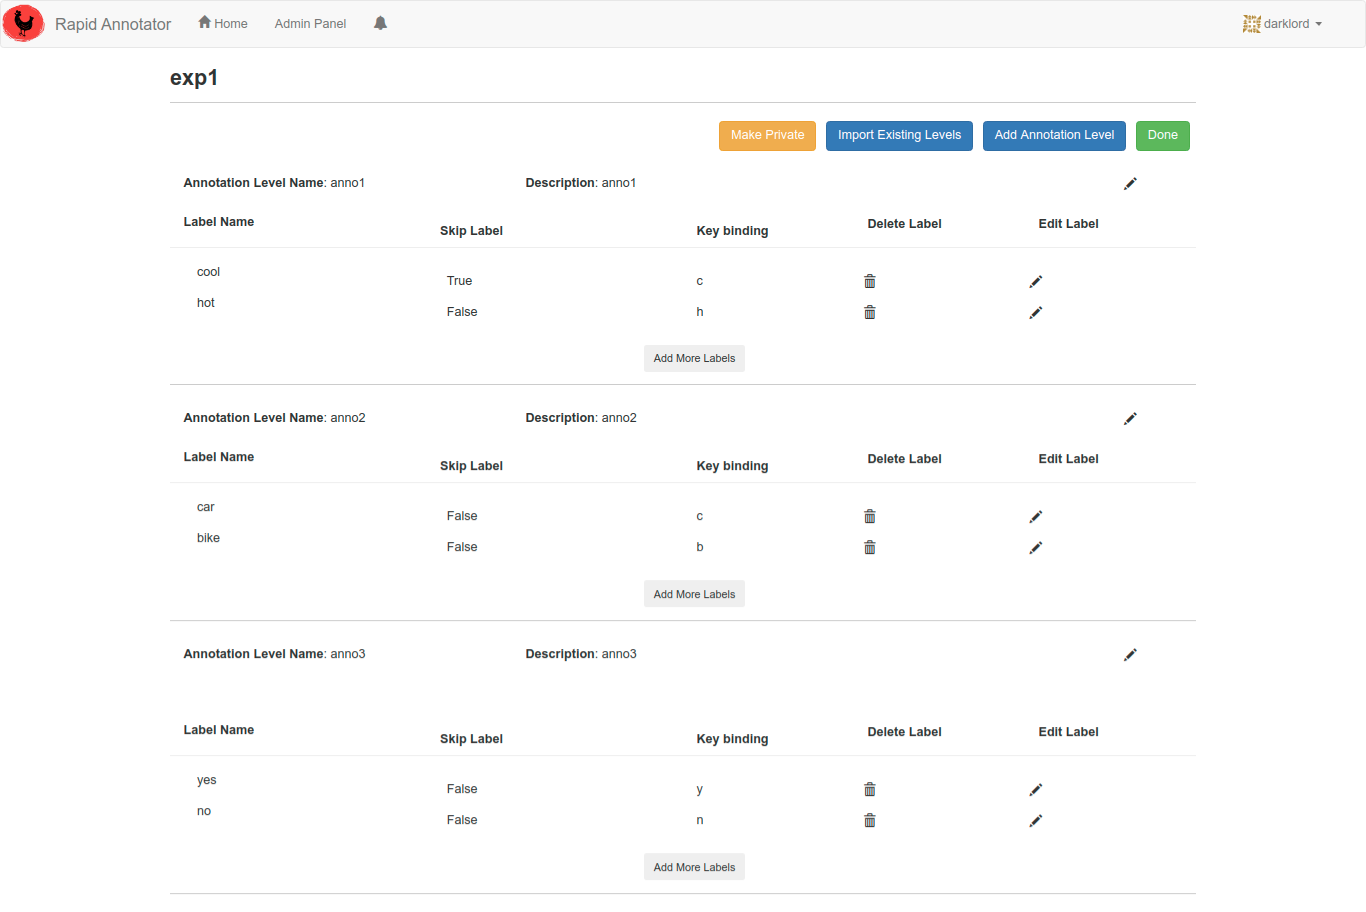 Rapid Annotator Home Admin Panel darklord
exp1
Make Private Import Existing Levels Add Annotation Level Done
Annotation Level Name: anno1 Description: anno1
Label Name Skip Label Key binding Delete Label Edit Label
cool True c
hot False h
Add More Labels
Annotation Level Name: anno2 Description: anno2
Label Name Skip Label Key binding Delete Label Edit Label
car False c
bike False b
Add More Labels
Annotation Level Name: anno3 Description: anno3
Label Name Skip Label Key binding Delete Label Edit Label
yes False y
no False n
Add More Labels